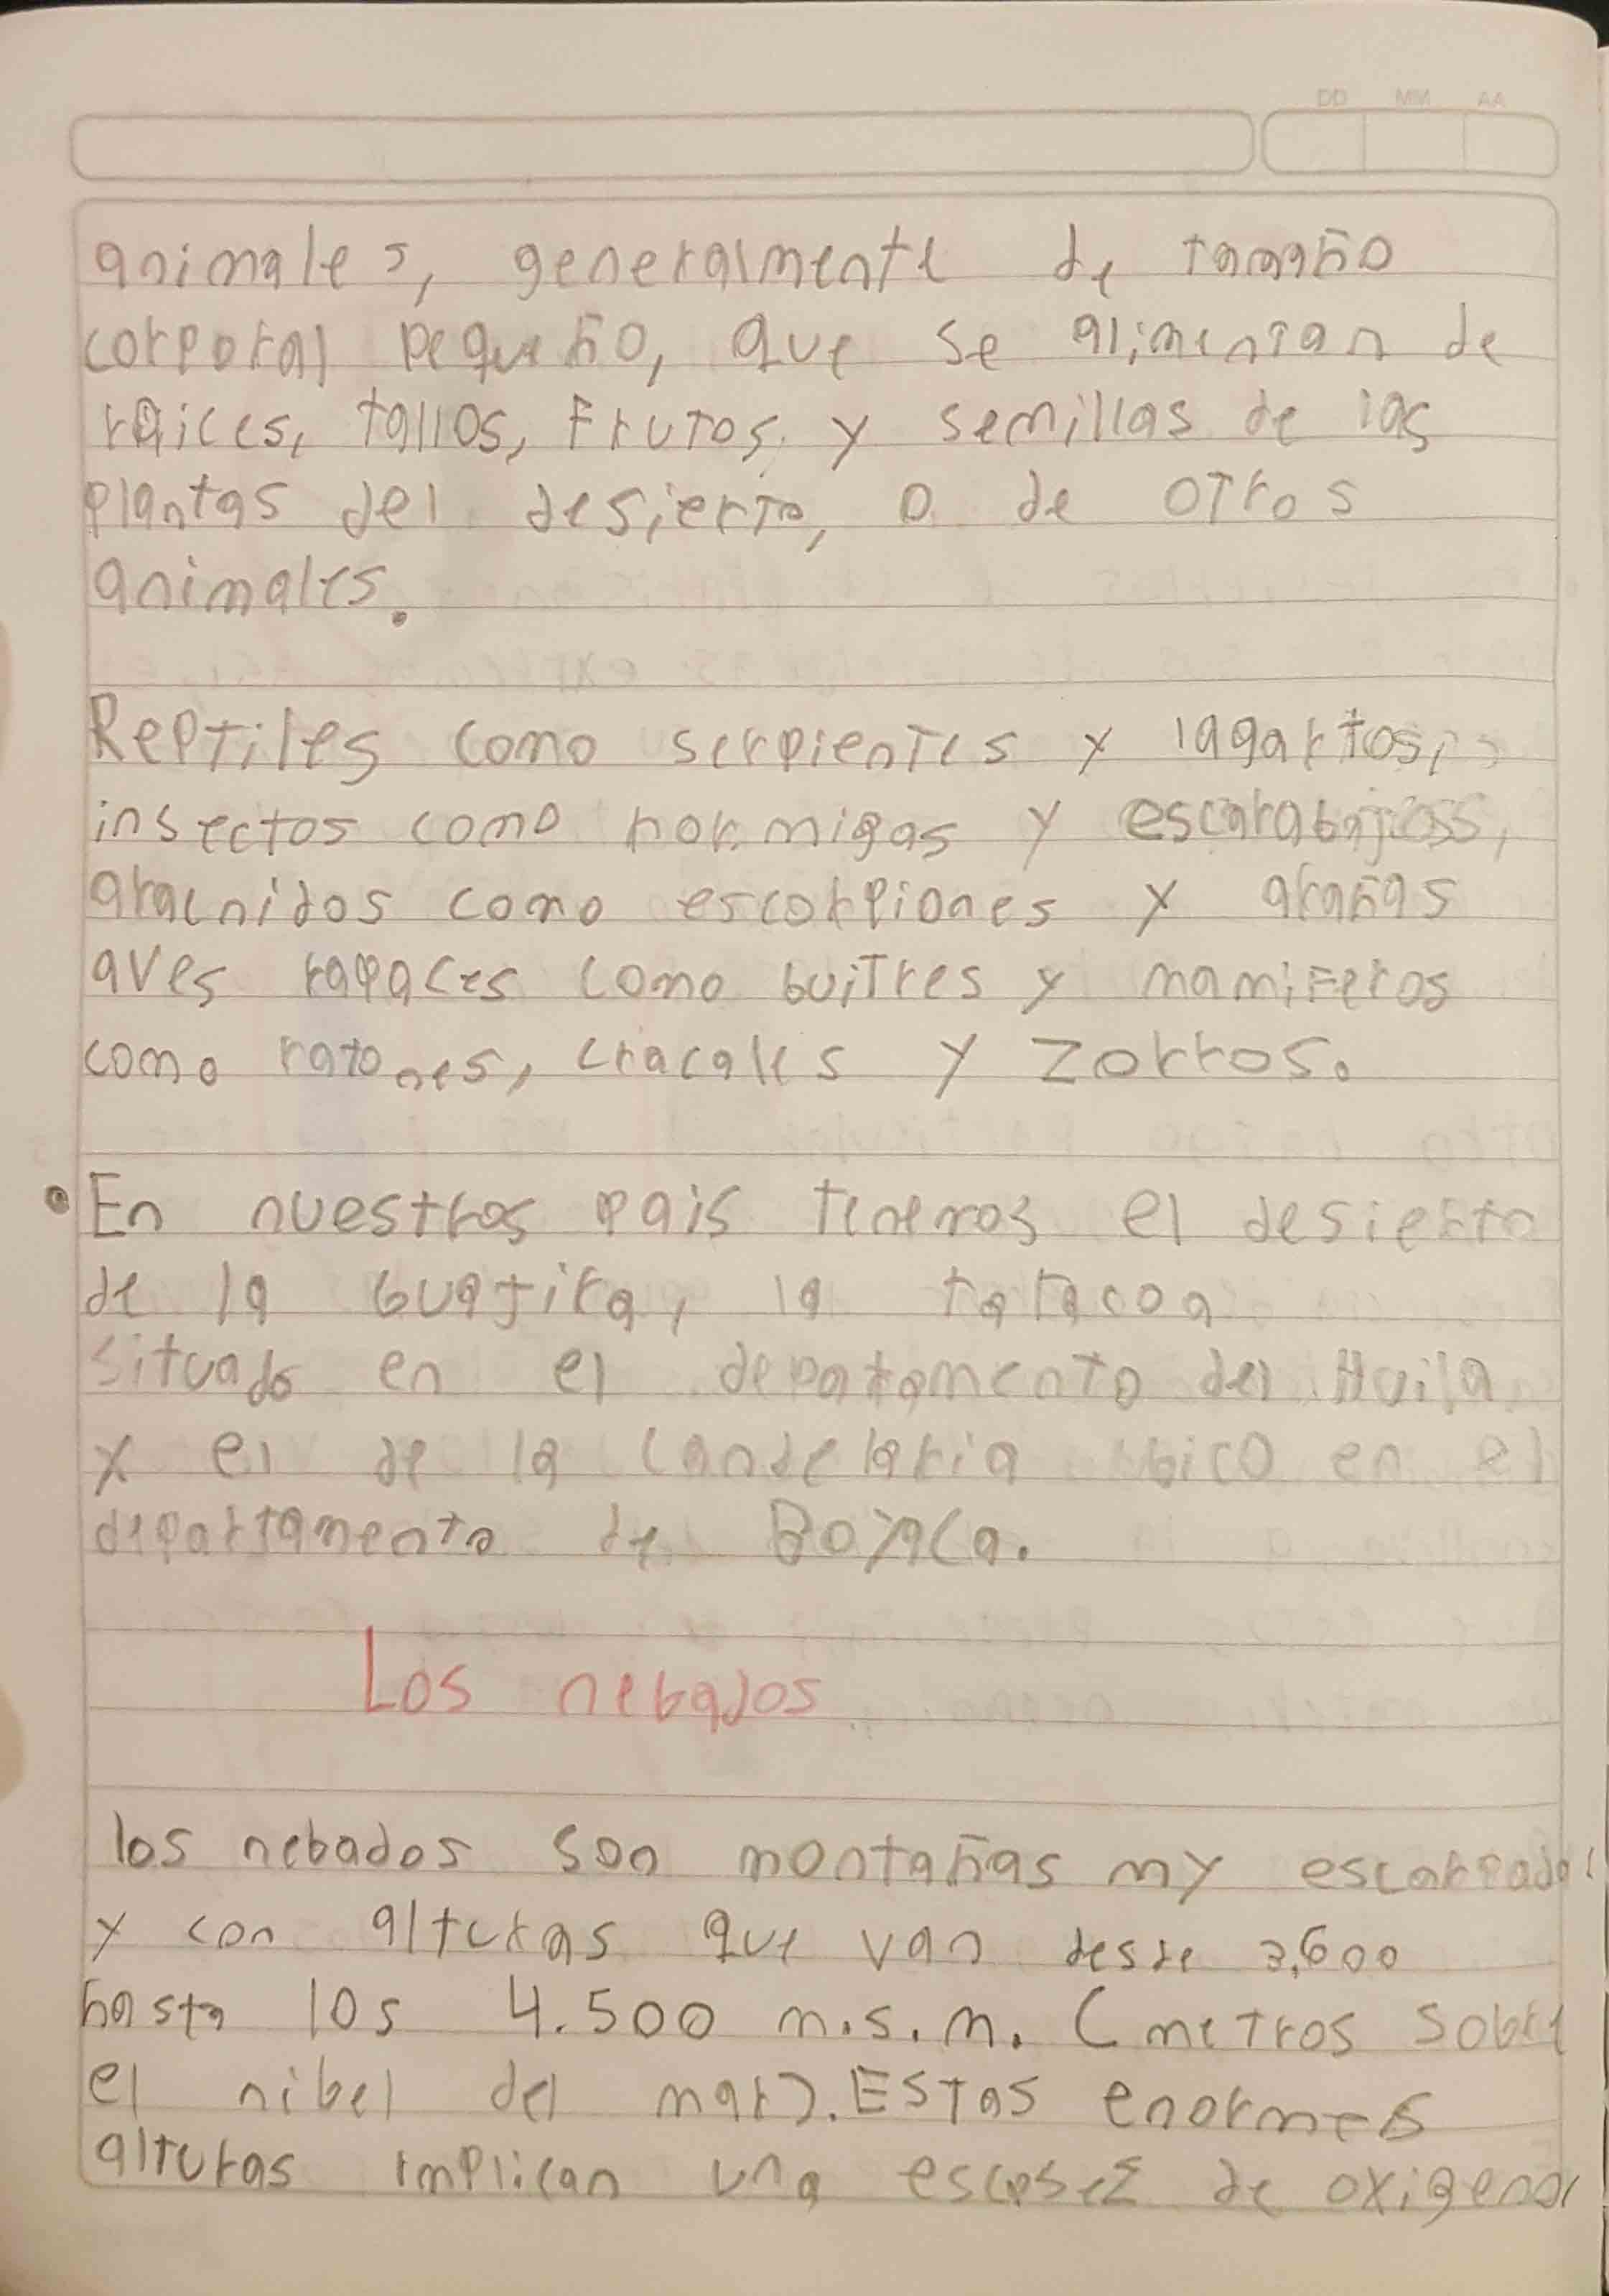 DD MM AA
animales, generalmente de tamaño
corporal pequeño, que se alimentan de
raices, tallos, Frutos, y semillas de las
plantas del desierto, o de otros
animales.
Reptiles como serpientes y lagartos,
insectos como hormigas y escarabajos,
aracnidos como escorpiones y arañas
aves rapaces como buitres y mamiFeros
como ratones, chacales y zorros.
• En nuestros pais tenemos el desierto
de la Guajira, la tatacoa
situado en el departamento del Huila
y el de la Candelaria ubico en el
departamento de Boyaca.
Los nebados
los nebados son montañas my escarpadas
y con alturas que van desde 3,600
hasta los 4.500 m.s.m. (metros sobre
el nibel del mar). Estas enormes
alturas implican una escasez de oxigeno